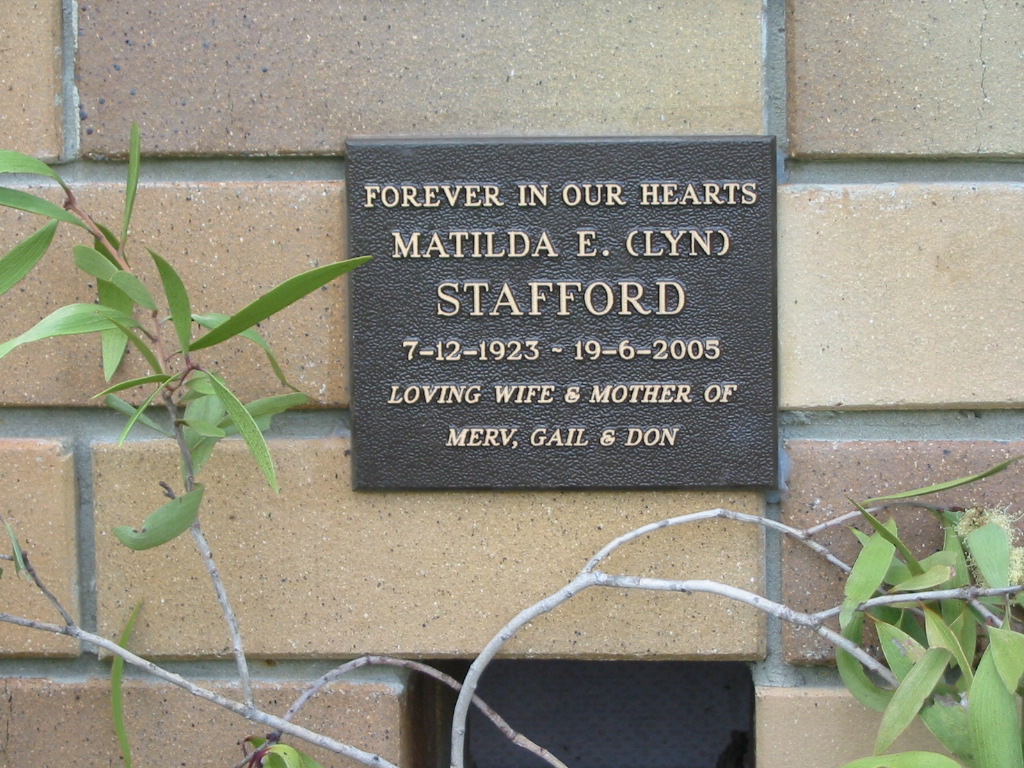 FOREVER IN OUR HEARTS
MATILDA E. (LYN)
STAFFORD
7-12-1923 ~ 19-6-2005
LOVING WIFE & MOTHER OF
MERV, GAIL & DON